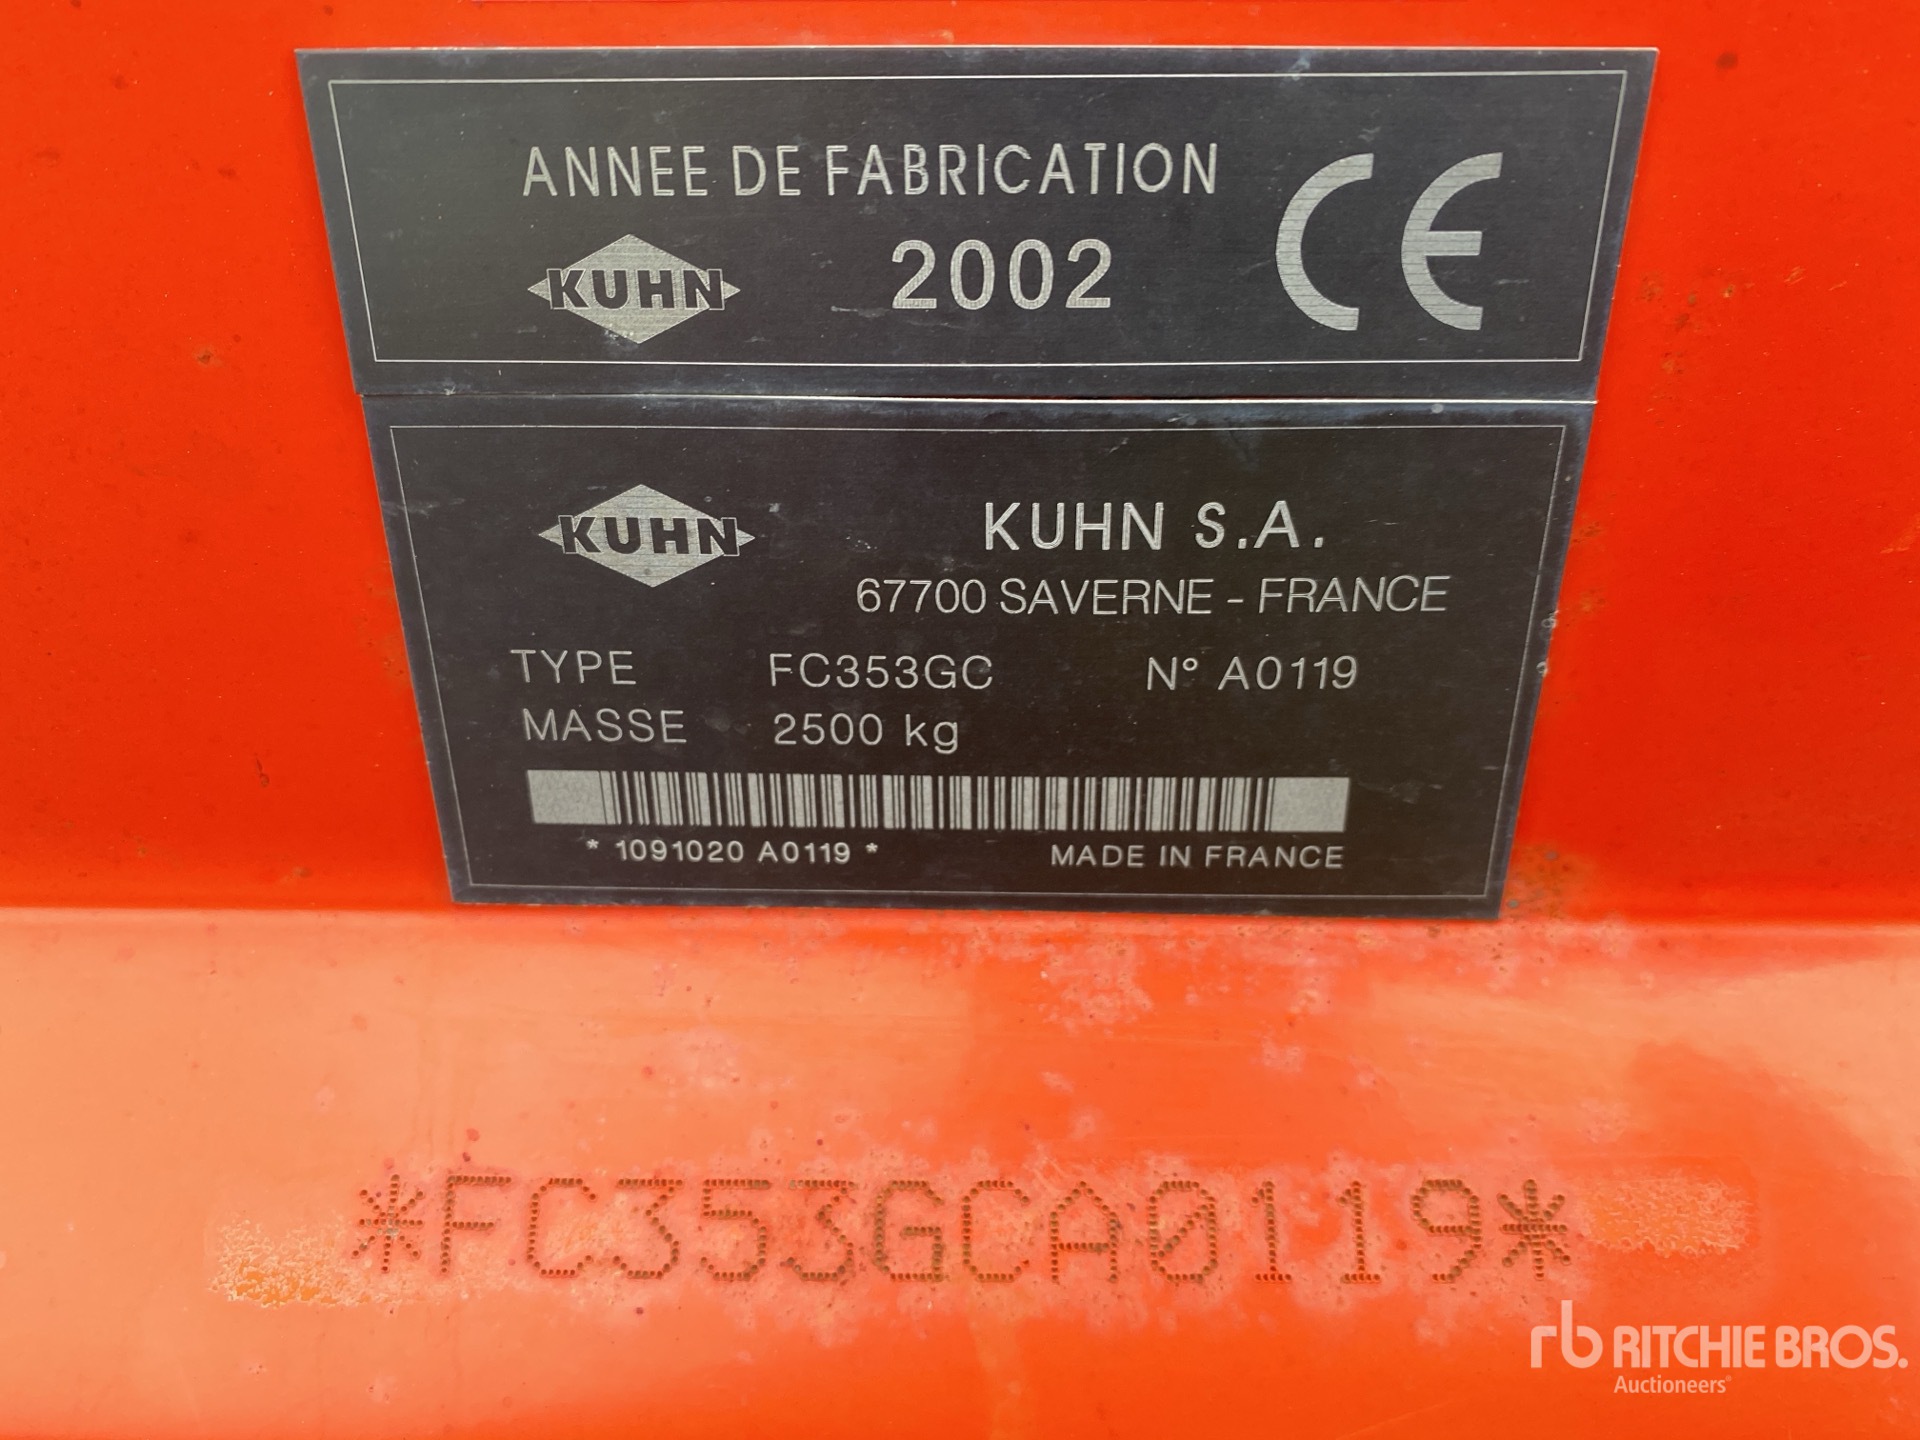 ANNEE DE FABRICATION
KUHN 2002 CE
KUHN KUHN S.A.
67700 SAVERNE - FRANCE
TYPE FC353GC N° A0119
MASSE 2500 kg
* 1091020 A0119 * MADE IN FRANCE
*FC353GCA0119*
rb RITCHIE BROS.
Auctioneers